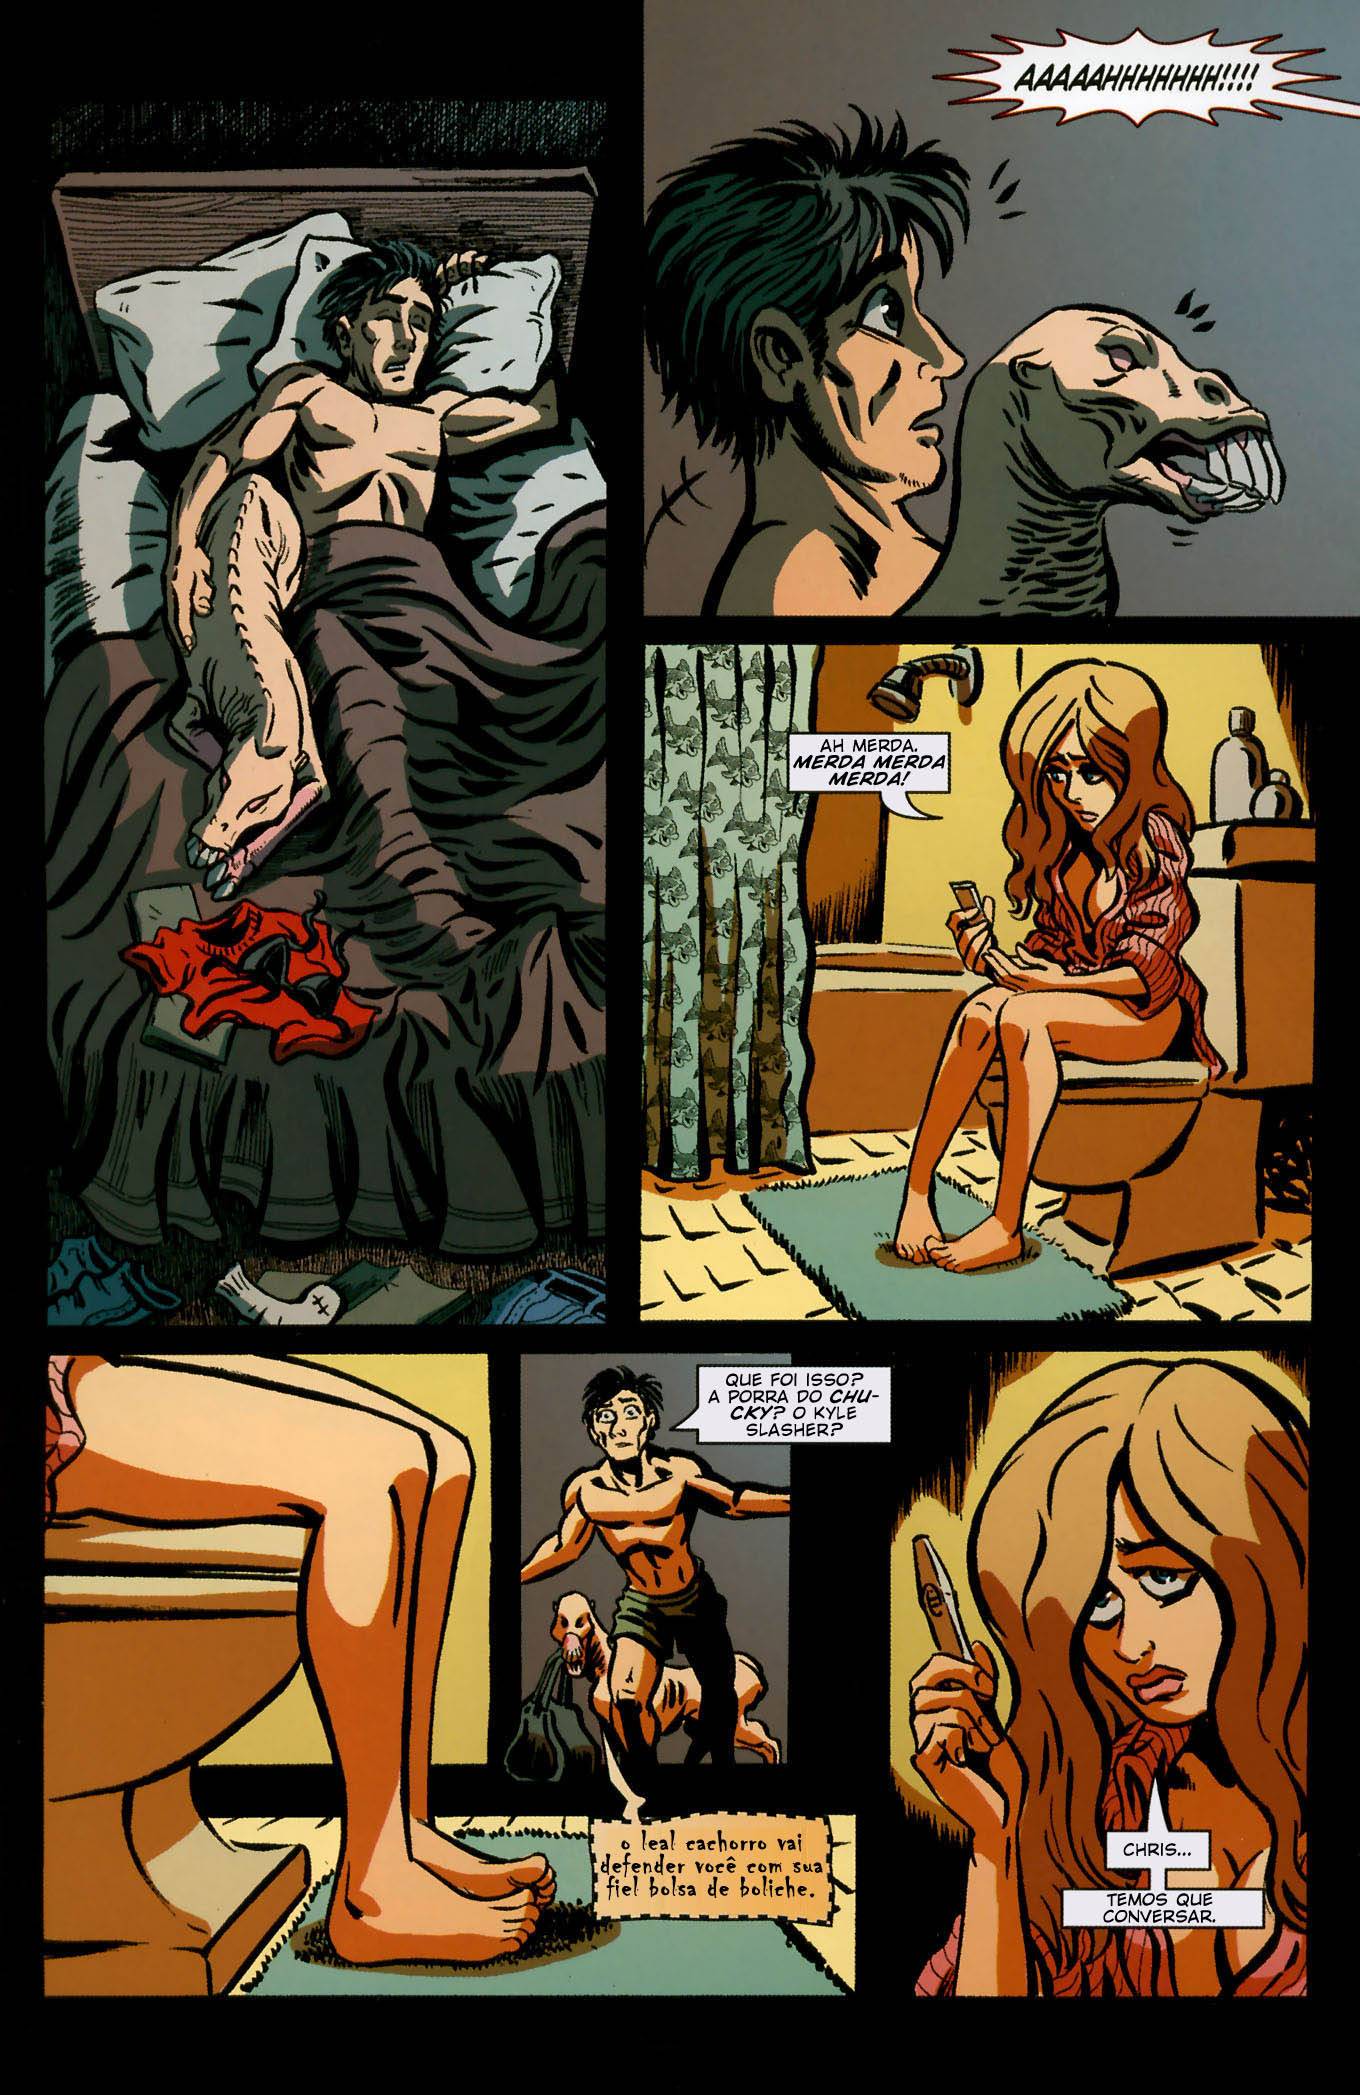 AAAAAHHHHHHH!!!!
AH MERDA.
MERDA MERDA
MERDA!
QUE FOI ISSO?
A PORRA DO CHU-
CKY? O KYLE
SLASHER?
o leal cachorro vai
defender você com sua
fiel bolsa de boliche.
CHRIS...
TEMOS QUE
CONVERSAR.